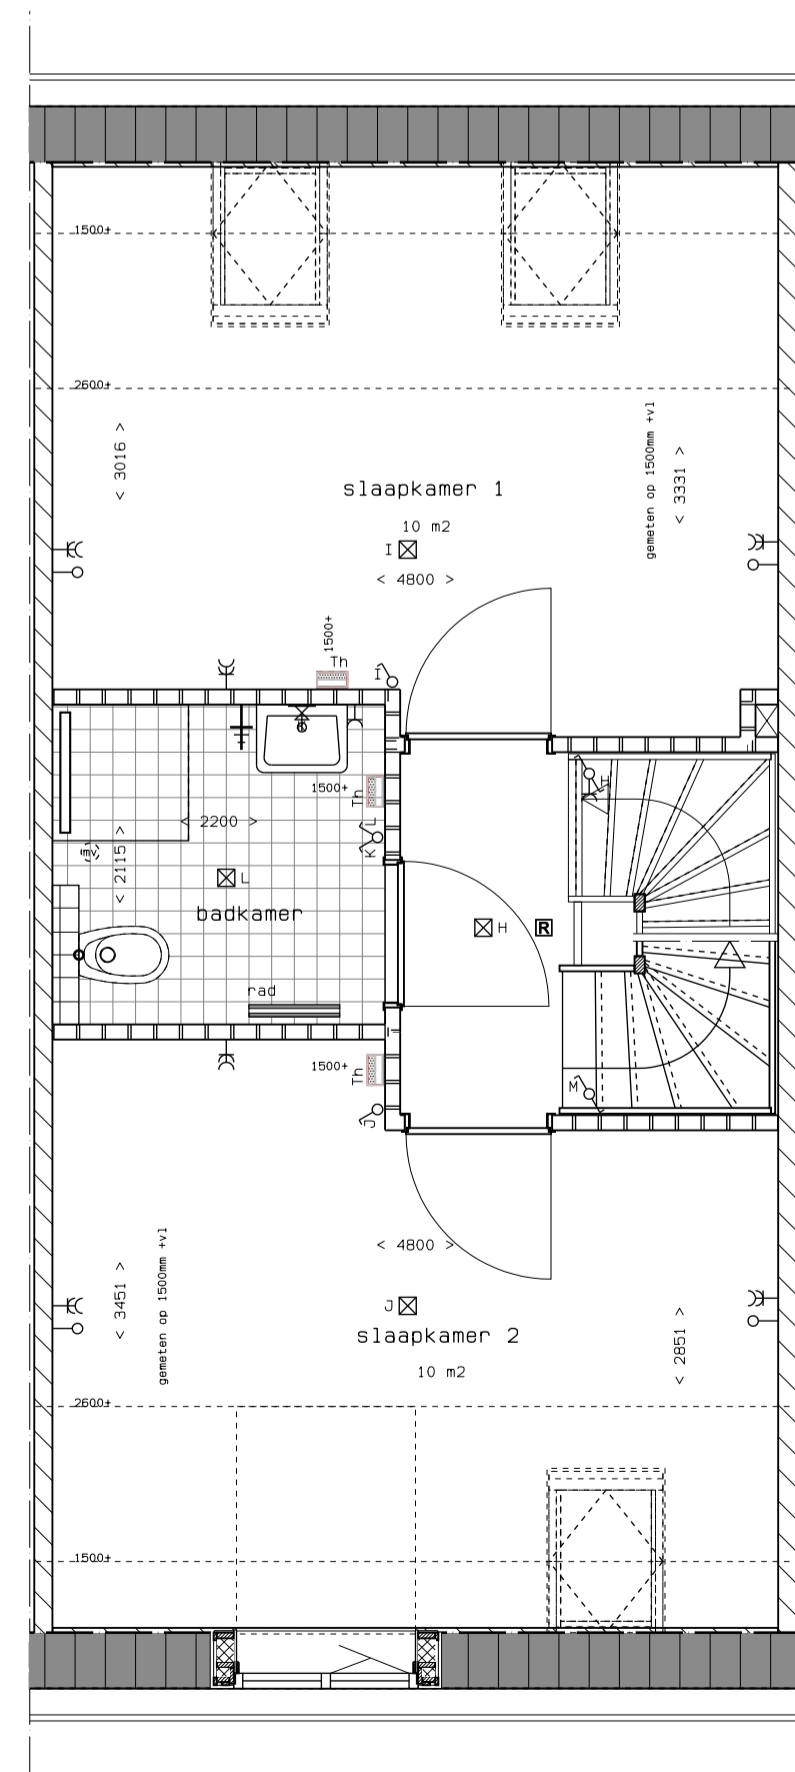 1500+
2600+
< 3016 >
gemeten op 1500mm +vl
< 3331 >
slaapkamer 1
10 m2
I
< 4800 >
1500+
Th
I
1500+
Th
< 2200 >
L
K
H
mv
< 2115 >
L
badkamer
H
R
rad
1500+
Th
M
J
< 4800 >
< 3451 >
gemeten op 1500mm +vl
J
slaapkamer 2
< 2851 >
10 m2
2600+
1500+